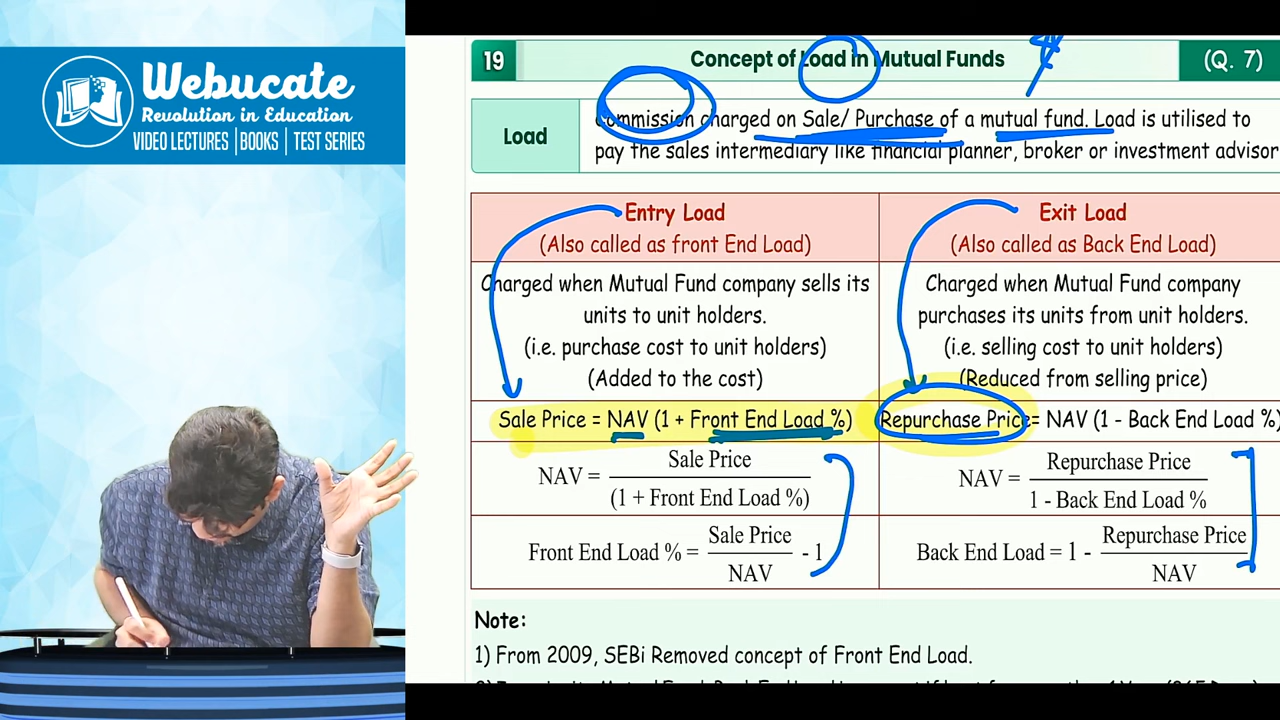 Webucate
Revolution in Education
VIDEO LECTURES | BOOKS | TEST SERIES
19 Concept of Load in Mutual Funds (Q. 7)
Load
Commission charged on Sale/ Purchase of a mutual fund. Load is utilised to
pay the sales intermediary like financial planner, broker or investment advisor
Entry Load
(Also called as front End Load)
Charged when Mutual Fund company sells its
units to unit holders.
(i.e. purchase cost to unit holders)
(Added to the cost)
Sale Price = NAV (1 + Front End Load %)
NAV = Sale Price / (1 + Front End Load %)
Front End Load % = Sale Price / NAV - 1
Exit Load
(Also called as Back End Load)
Charged when Mutual Fund company
purchases its units from unit holders.
(i.e. selling cost to unit holders)
(Reduced from selling price)
Repurchase Price = NAV (1 - Back End Load %)
NAV = Repurchase Price / 1 - Back End Load %
Back End Load = 1 - Repurchase Price / NAV
Note:
1) From 2009, SEBi Removed concept of Front End Load.